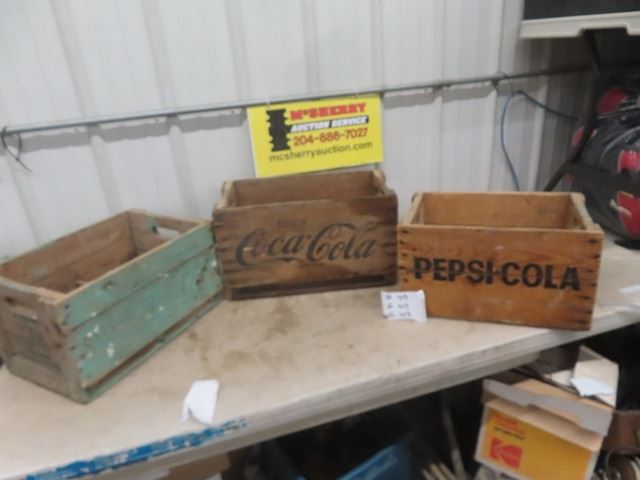 McSHERRY
AUCTION SERVICE
204-886-7027
mcsherryauction.com
Coca-Cola
PEPSI-COLA